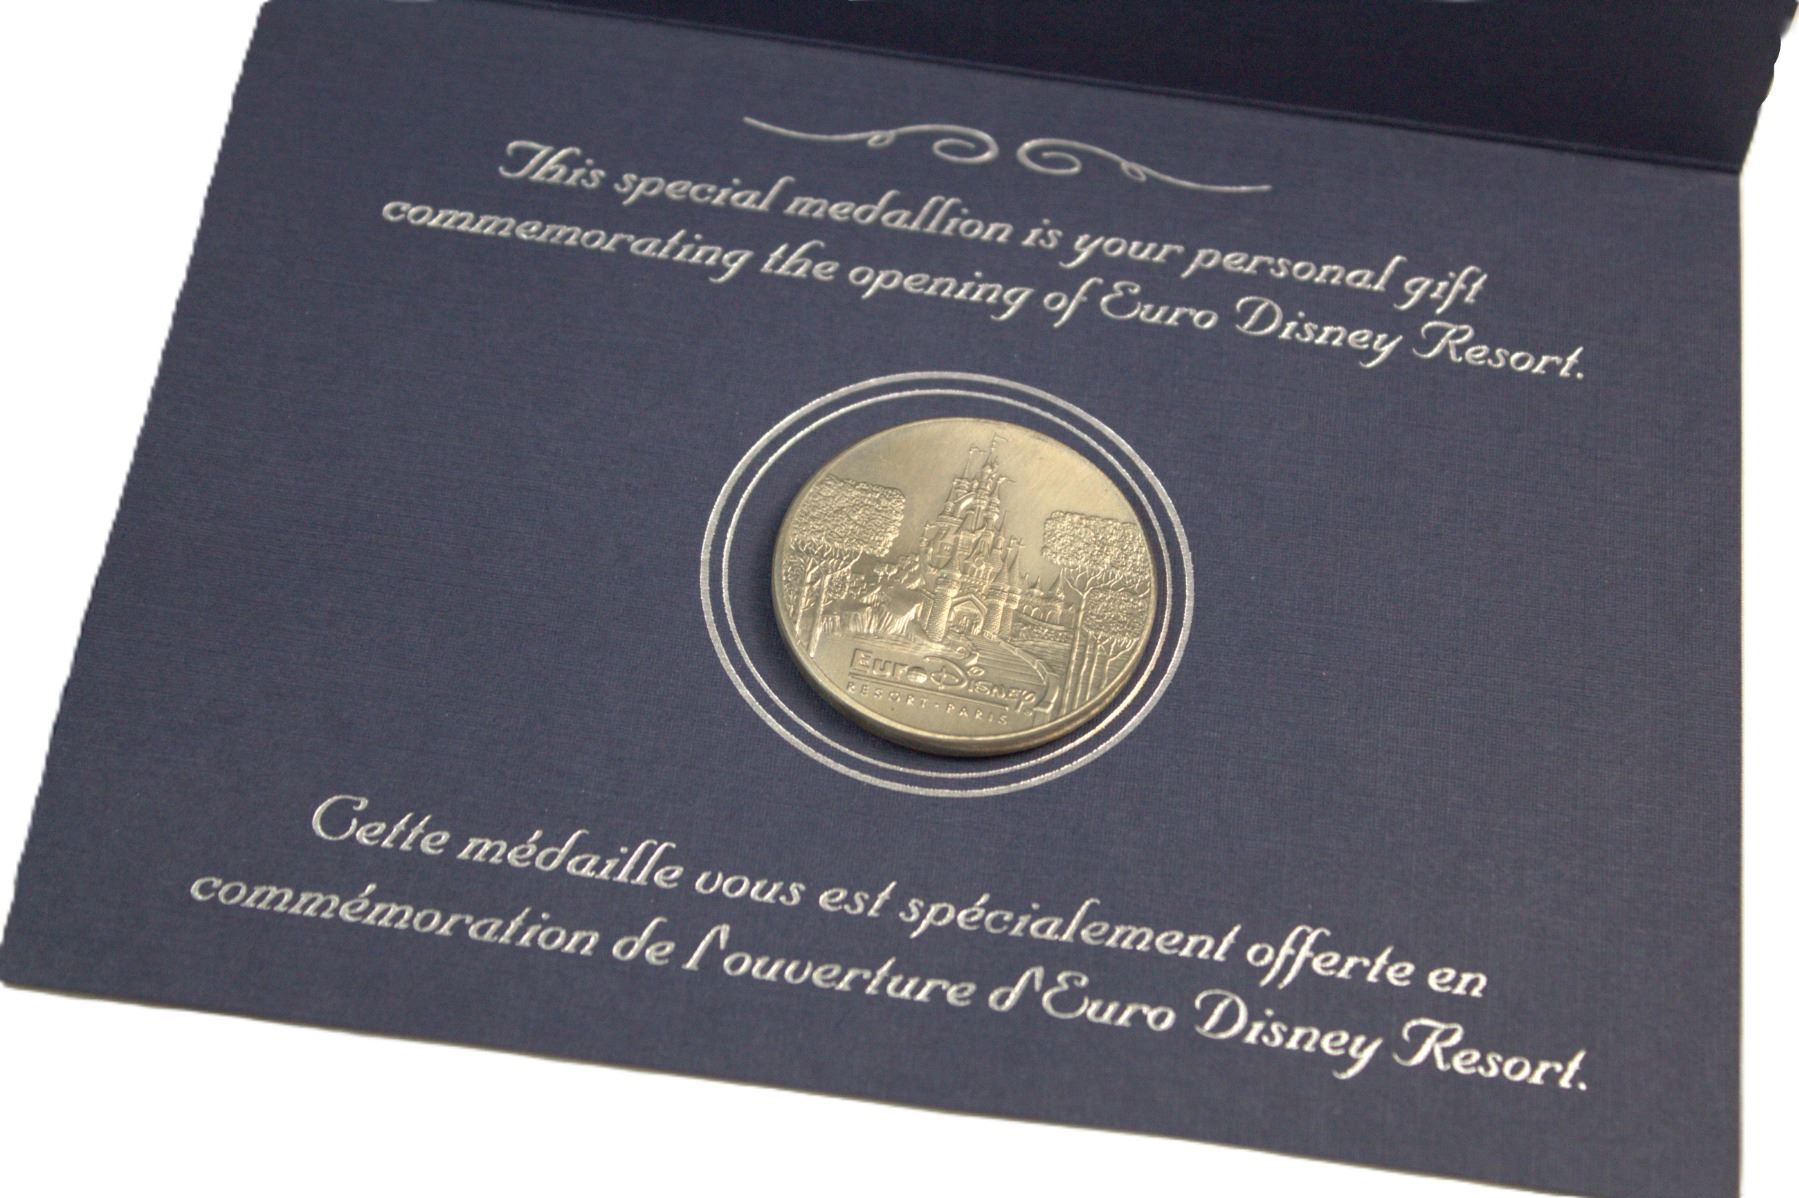 This special medallion is your personal gift
commemorating the opening of Euro Disney Resort.
EURO DISNEY
RESORT · PARIS
Cette médaille vous est spécialement offerte en
commémoration de l'ouverture d'Euro Disney Resort.